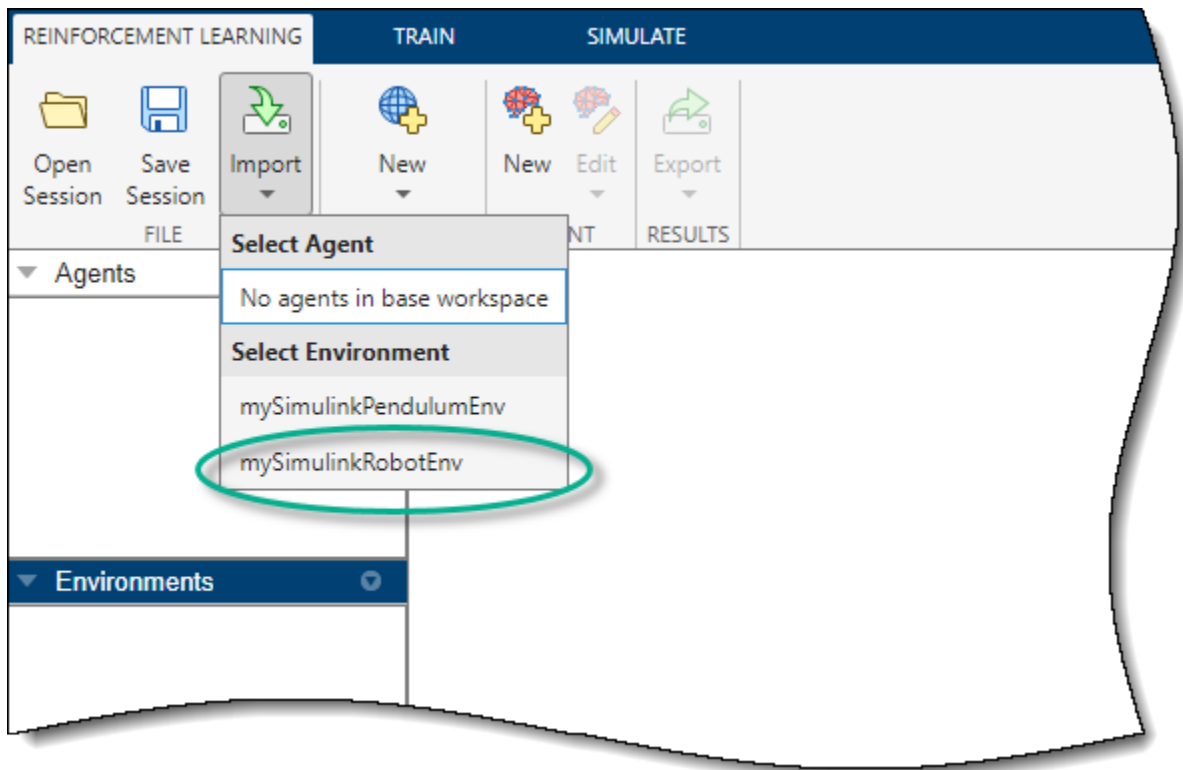 REINFORCEMENT LEARNING TRAIN SIMULATE
Open Session
Save Session
Import
New
New
Edit
Export
FILE
NT
RESULTS
Select Agent
No agents in base workspace
Select Environment
mySimulinkPendulumEnv
mySimulinkRobotEnv
Agents
Environments